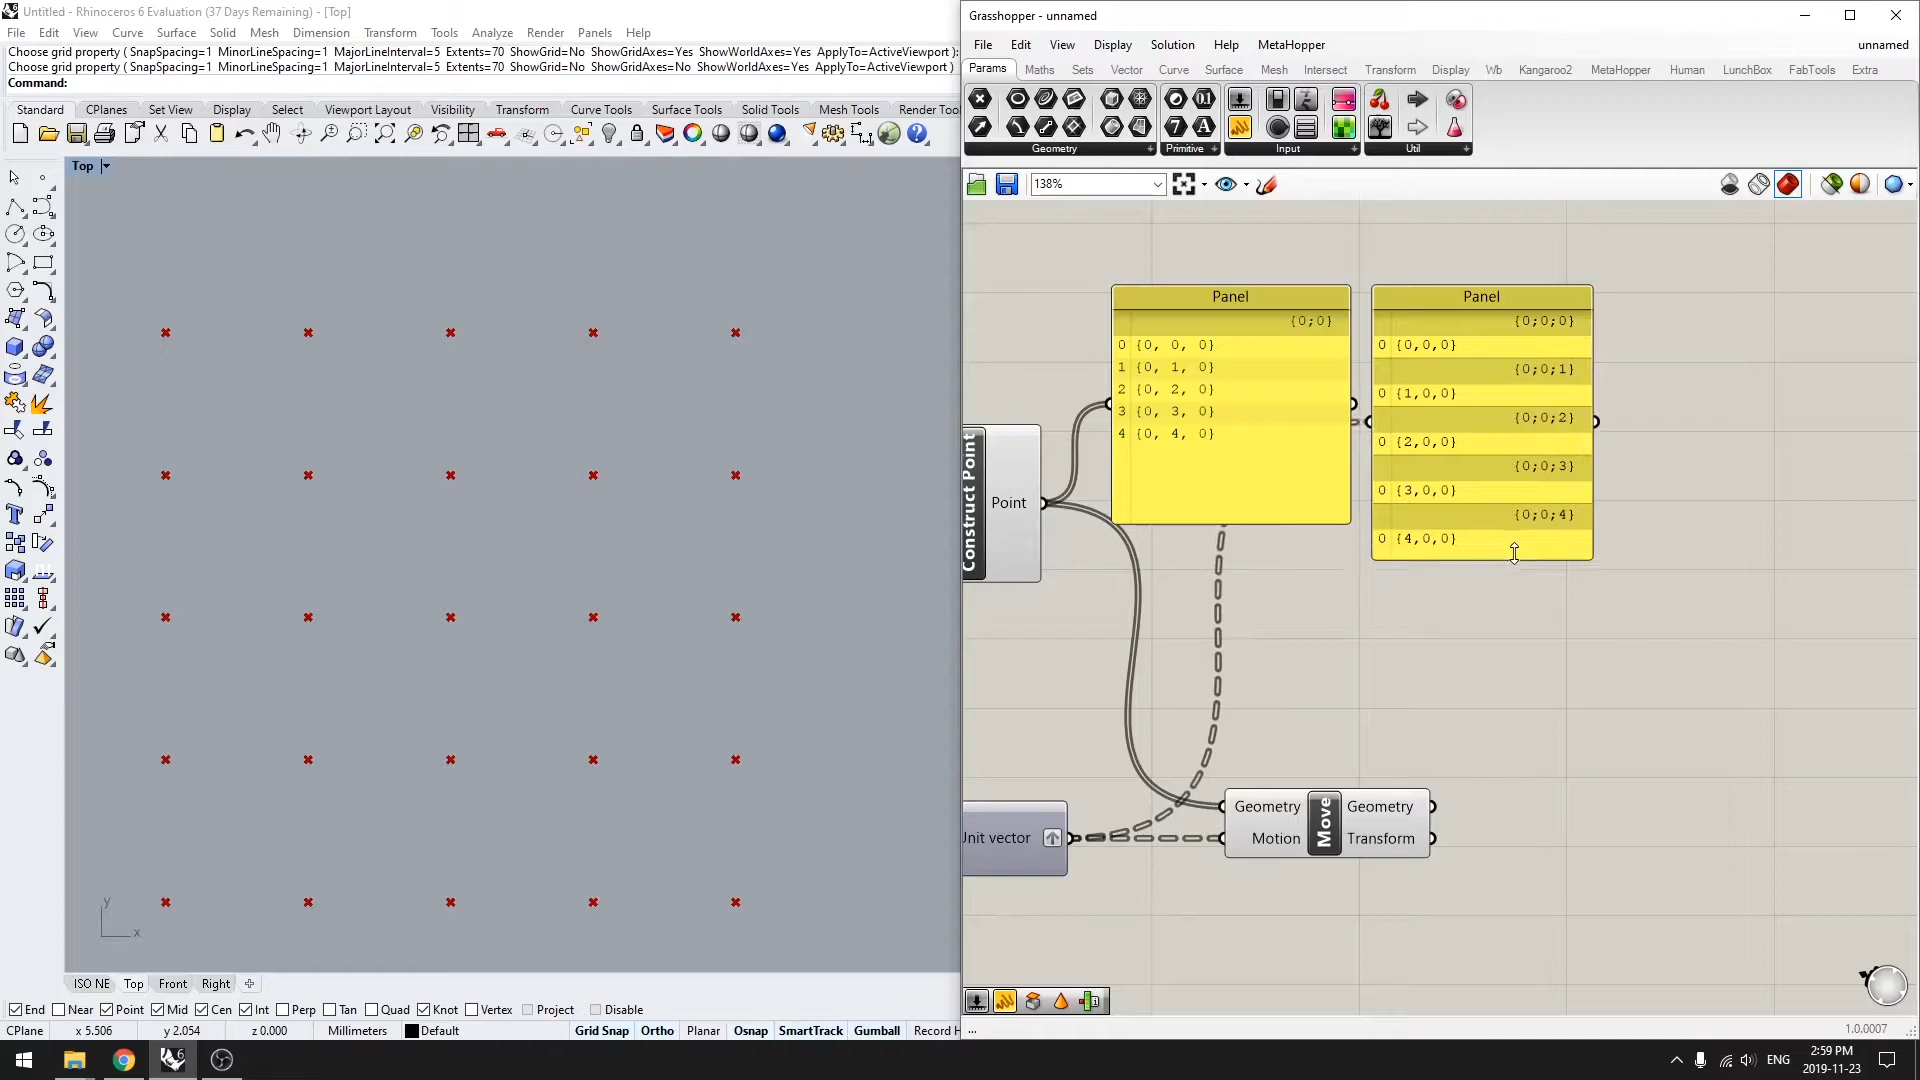 Untitled - Rhinoceros 6 Evaluation (37 Days Remaining) - [Top]
File Edit View Curve Surface Solid Mesh Dimension Transform Tools Analyze Render Panels Help
Choose grid property ( SnapSpacing=1 MinorLineSpacing=1 MajorLineInterval=5 Extents=70 ShowGrid=No ShowGridAxes=Yes ShowWorldAxes=Yes ApplyTo=ActiveViewport ):
Choose grid property ( SnapSpacing=1 MinorLineSpacing=1 MajorLineInterval=5 Extents=70 ShowGrid=No ShowGridAxes=No ShowWorldAxes=Yes ApplyTo=ActiveViewport )
Command:
Standard CPlanes Set View Display Select Viewport Layout Visibility Transform Curve Tools Surface Tools Solid Tools Mesh Tools Render Too
Top
y
x
ISO NE Top Front Right
End Near Point Mid Cen Int Perp Tan Quad Knot Vertex Project Disable
CPlane x 5.506 y 2.054 z 0.000 Millimeters Default Grid Snap Ortho Planar Osnap SmartTrack Gumball Record H
Grasshopper - unnamed
File Edit View Display Solution Help MetaHopper unnamed
Params Maths Sets Vector Curve Surface Mesh Intersect Transform Display Wb Kangaroo2 MetaHopper Human LunchBox FabTools Extra
Geometry Primitive Input Util
138%
Panel
{0;0}
0 {0, 0, 0}
1 {0, 1, 0}
2 {0, 2, 0}
3 {0, 3, 0}
4 {0, 4, 0}
Panel
{0;0;0}
0 {0,0,0}
{0;0;1}
0 {1,0,0}
{0;0;2}
0 {2,0,0}
{0;0;3}
0 {3,0,0}
{0;0;4}
0 {4,0,0}
Construct Point
Point
Unit vector
Geometry Move Geometry
Motion Transform
... 1.0.0007
ENG
2:59 PM
2019-11-23